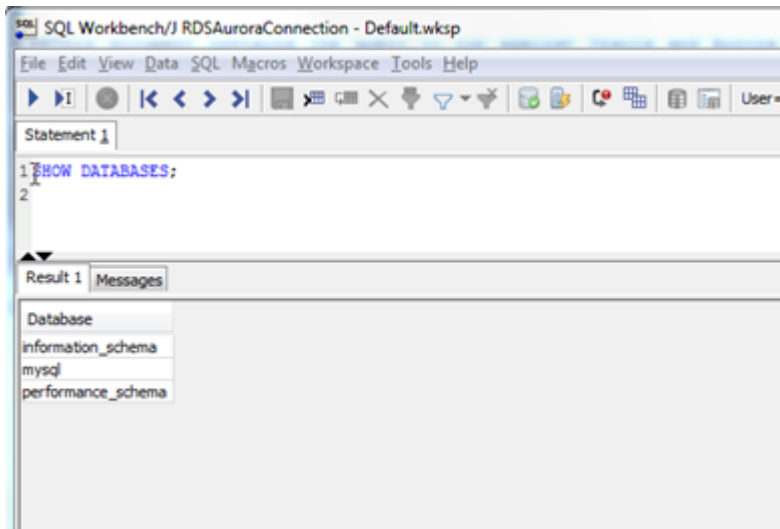 SQL Workbench/J RDSAuroraConnection - Default.wksp
File Edit View Data SQL Macros Workspace Tools Help
User=
Statement 1
1 SHOW DATABASES;
2
Result 1 Messages
Database
information_schema
mysql
performance_schema